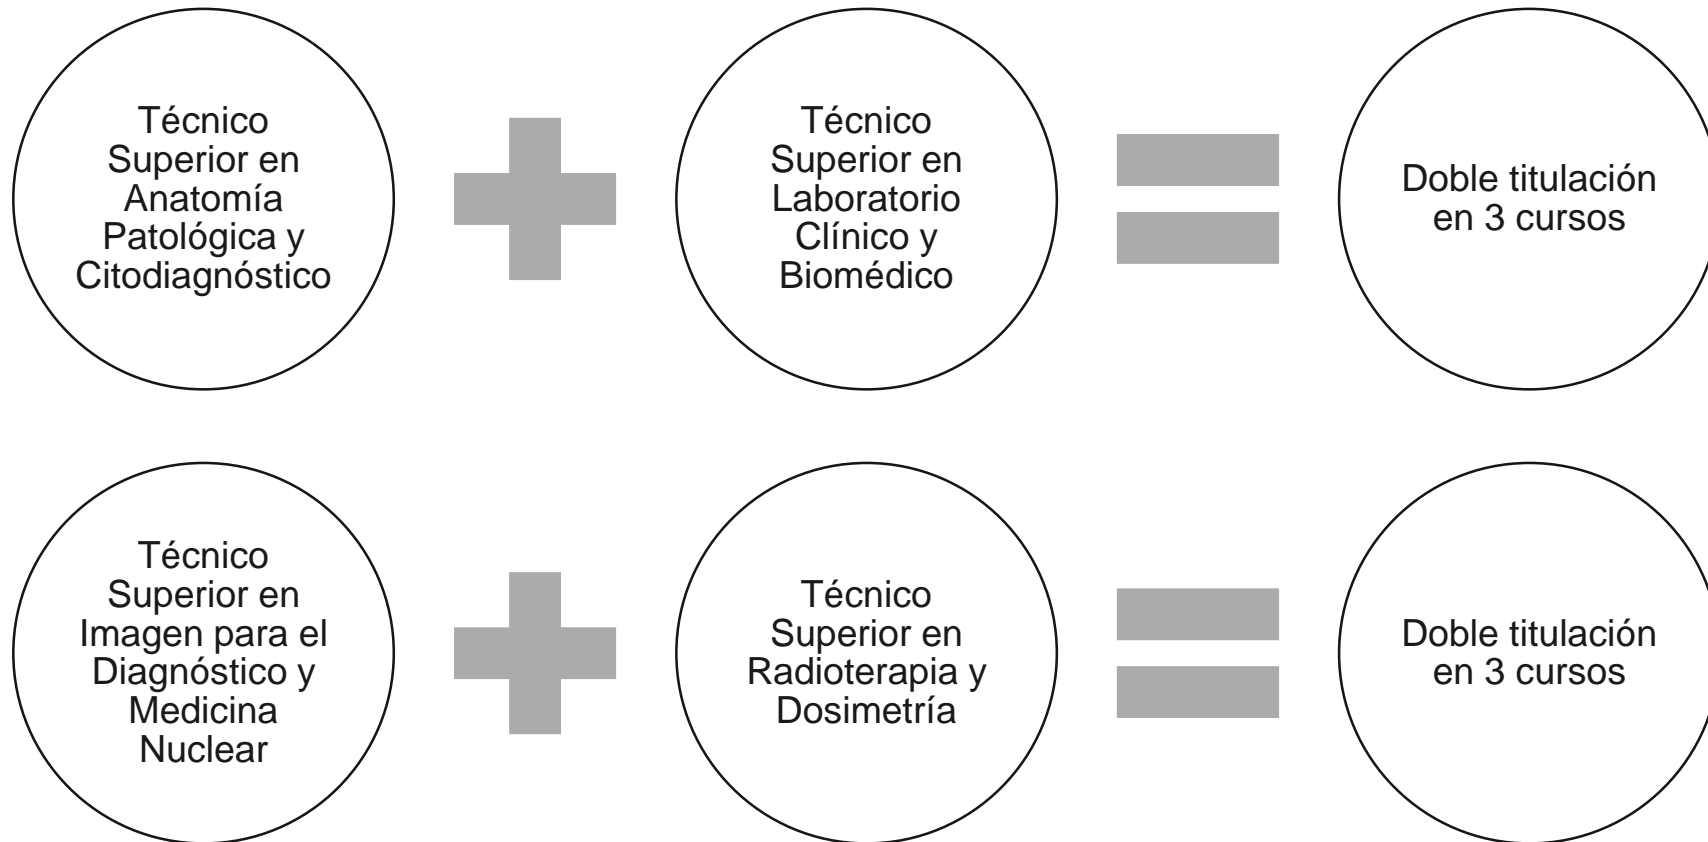 Técnico
Superior en
Anatomía
Patológica y
Citodiagnóstico
Técnico
Superior en
Laboratorio
Clínico y
Biomédico
Doble titulación
en 3 cursos
Técnico
Superior en
Imagen para el
Diagnóstico y
Medicina
Nuclear
Técnico
Superior en
Radioterapia y
Dosimetría
Doble titulación
en 3 cursos